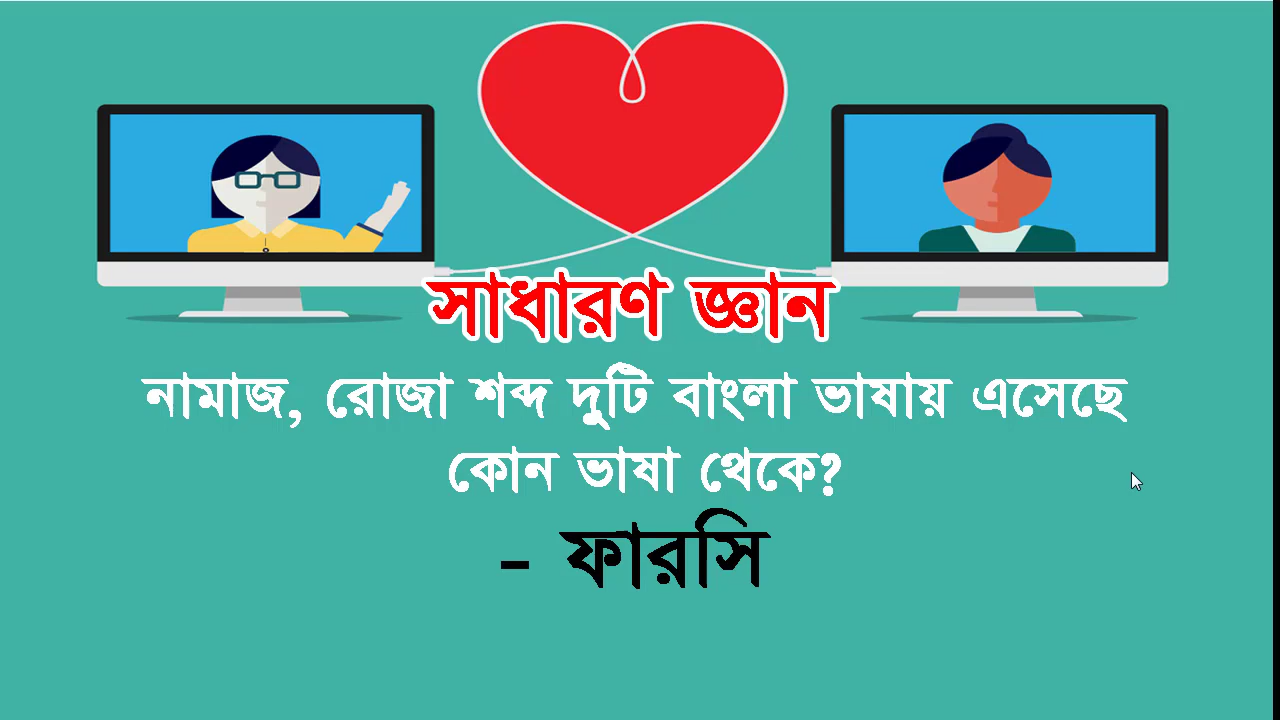 সাধারণ জ্ঞান
নামাজ, রোজা শব্দ দুটি বাংলা ভাষায় এসেছে
কোন ভাষা থেকে?
- ফারসি